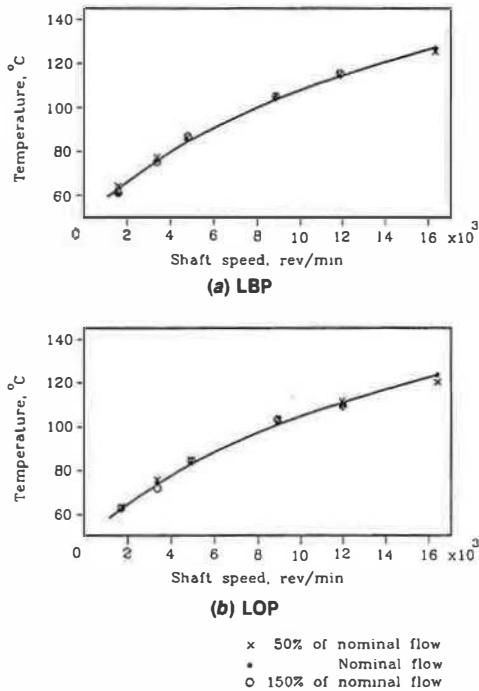 140
120
100
80
60
Temperature, °C
0 2 4 6 8 10 12 14 16 x10³
Shaft speed, rev/min
(a) LBP
140
120
100
80
60
Temperature, °C
0 2 4 6 8 10 12 14 16 x10³
Shaft speed, rev/min
(b) LOP
× 50% of nominal flow
• Nominal flow
○ 150% of nominal flow